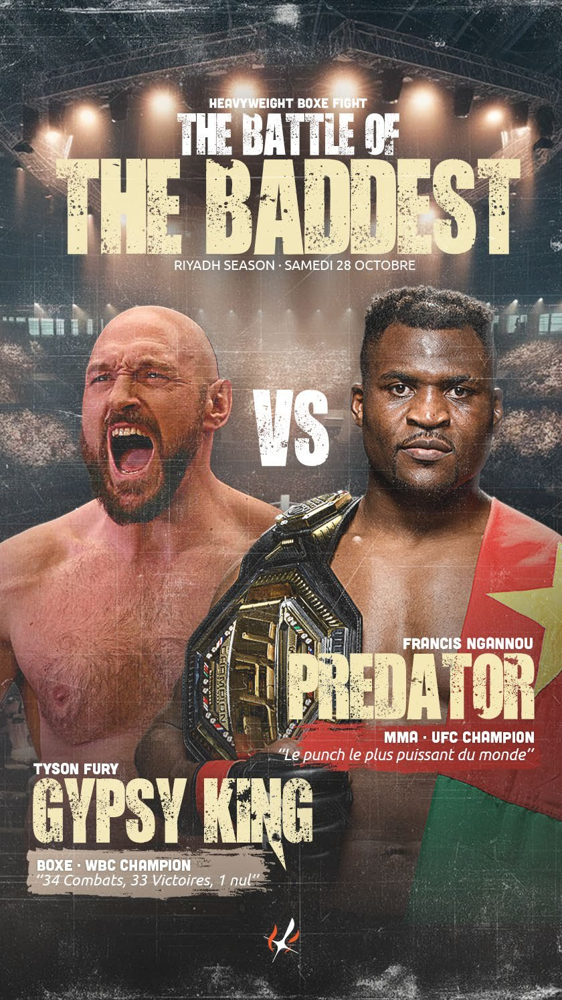 HEAVYWEIGHT BOXE FIGHT
THE BATTLE OF
THE BADDEST
RIYADH SEASON · SAMEDI 28 OCTOBRE
VS
FRANCIS NGANNOU
PREDATOR
MMA · UFC CHAMPION
“Le punch le plus puissant du monde”
TYSON FURY
GYPSY KING
BOXE · WBC CHAMPION
“34 Combats, 33 Victoires, 1 nul”
CHAMPION